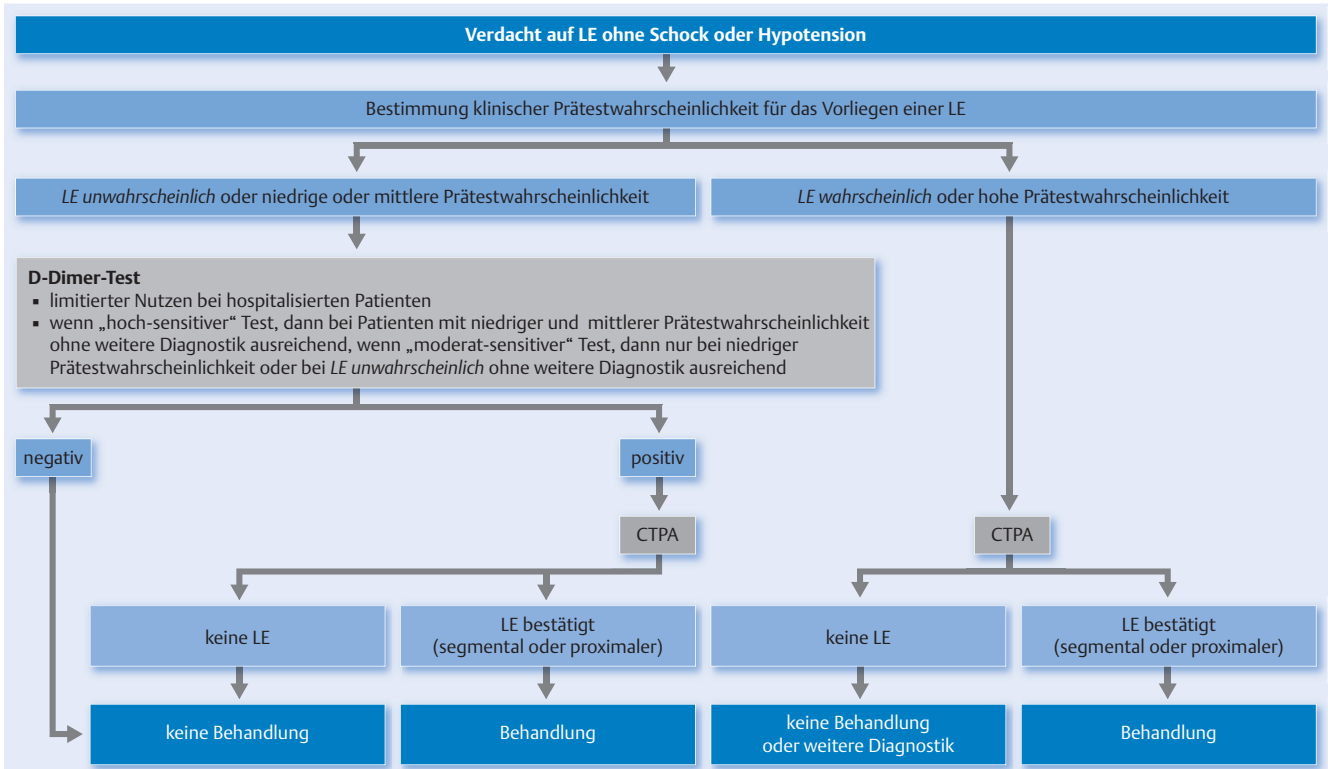 Verdacht auf LE ohne Schock oder Hypotension
Bestimmung klinischer Prätestwahrscheinlichkeit für das Vorliegen einer LE
LE unwahrscheinlich oder niedrige oder mittlere Prätestwahrscheinlichkeit
LE wahrscheinlich oder hohe Prätestwahrscheinlichkeit
D-Dimer-Test
▪ limitierter Nutzen bei hospitalisierten Patienten
▪ wenn „hoch-sensitiver“ Test, dann bei Patienten mit niedriger und mittlerer Prätestwahrscheinlichkeit
ohne weitere Diagnostik ausreichend, wenn „moderat-sensitiver“ Test, dann nur bei niedriger
Prätestwahrscheinlichkeit oder bei LE unwahrscheinlich ohne weitere Diagnostik ausreichend
negativ
positiv
CTPA
CTPA
keine LE
LE bestätigt
(segmental oder proximaler)
keine LE
LE bestätigt
(segmental oder proximaler)
keine Behandlung
Behandlung
keine Behandlung
oder weitere Diagnostik
Behandlung